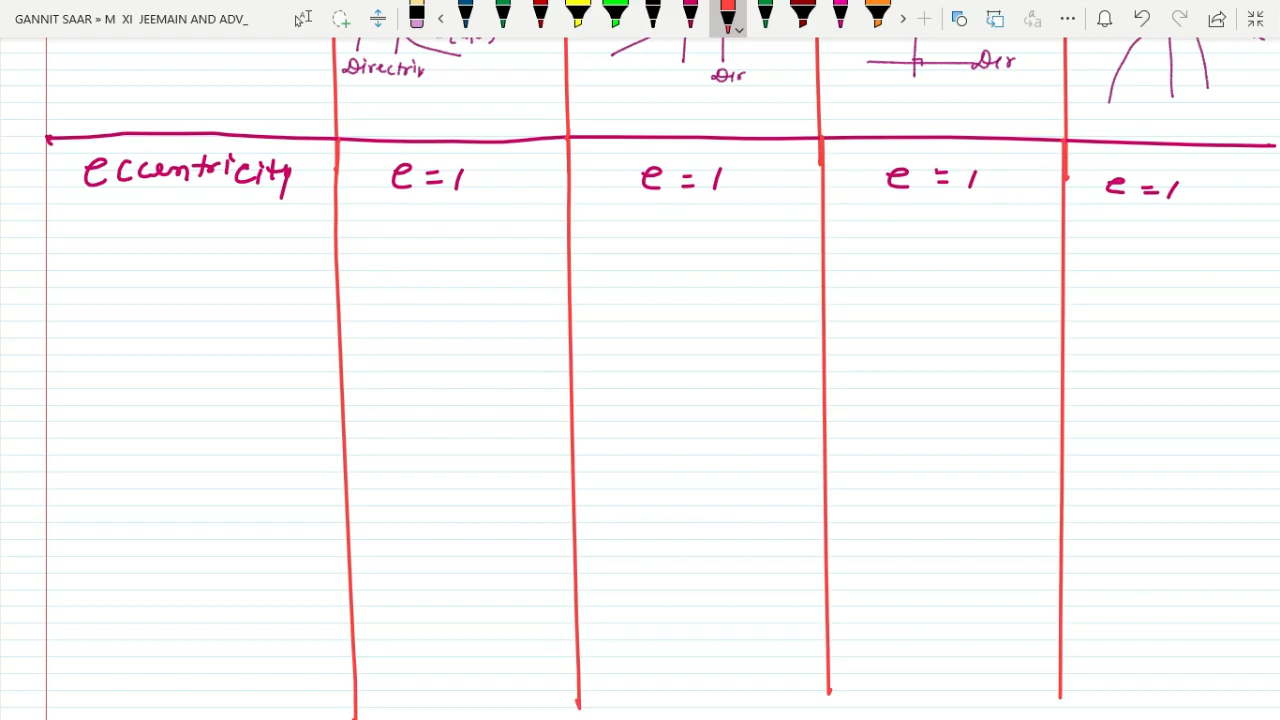 GANNIT SAAR » M XI JEEMAIN AND ADV_
Directrix Dir Dir
eccentricity e = 1 e = 1 e = 1 e = 1